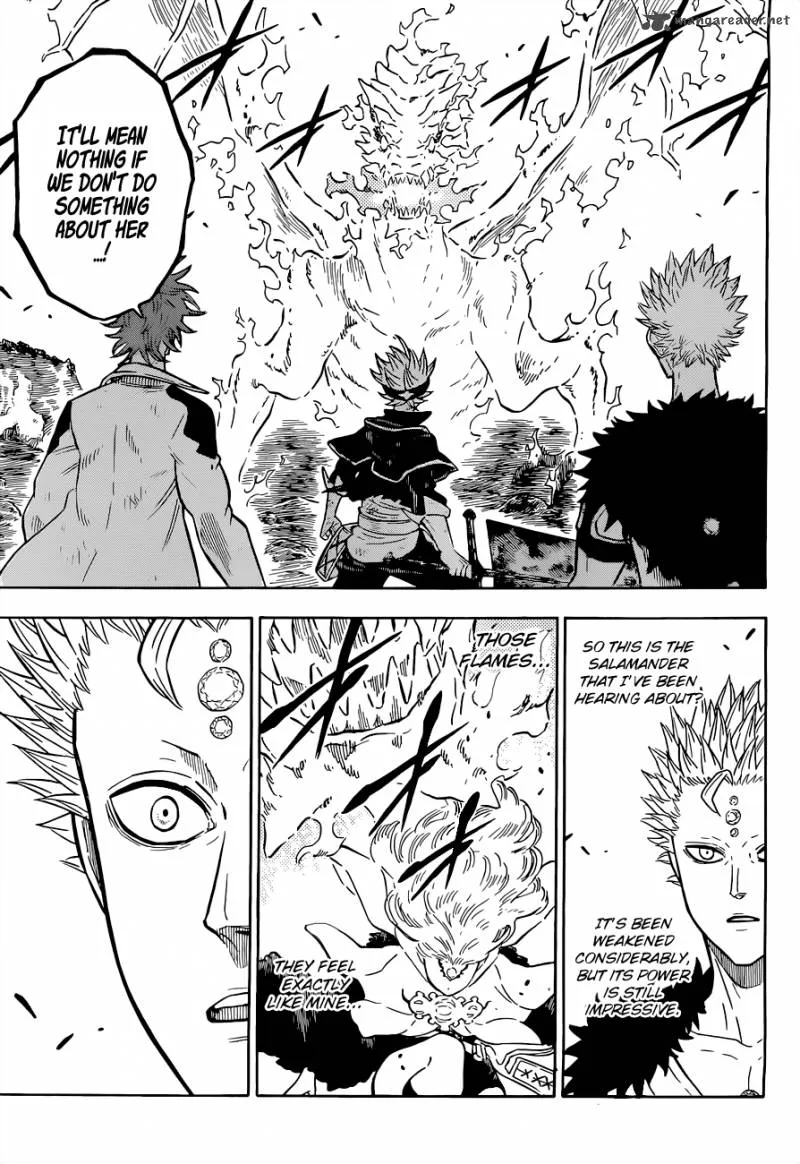 mangareader.net
IT'LL MEAN
NOTHING IF
WE DON'T DO
SOMETHING
ABOUT HER
....!
SO THIS IS THE
SALAMANDER
THAT I'VE BEEN
HEARING ABOUT?
IT'S BEEN
WEAKENED
CONSIDERABLY,
BUT ITS POWER
IS STILL
IMPRESSIVE.
THOSE
FLAMES...
THEY FEEL
EXACTLY
LIKE MINE...